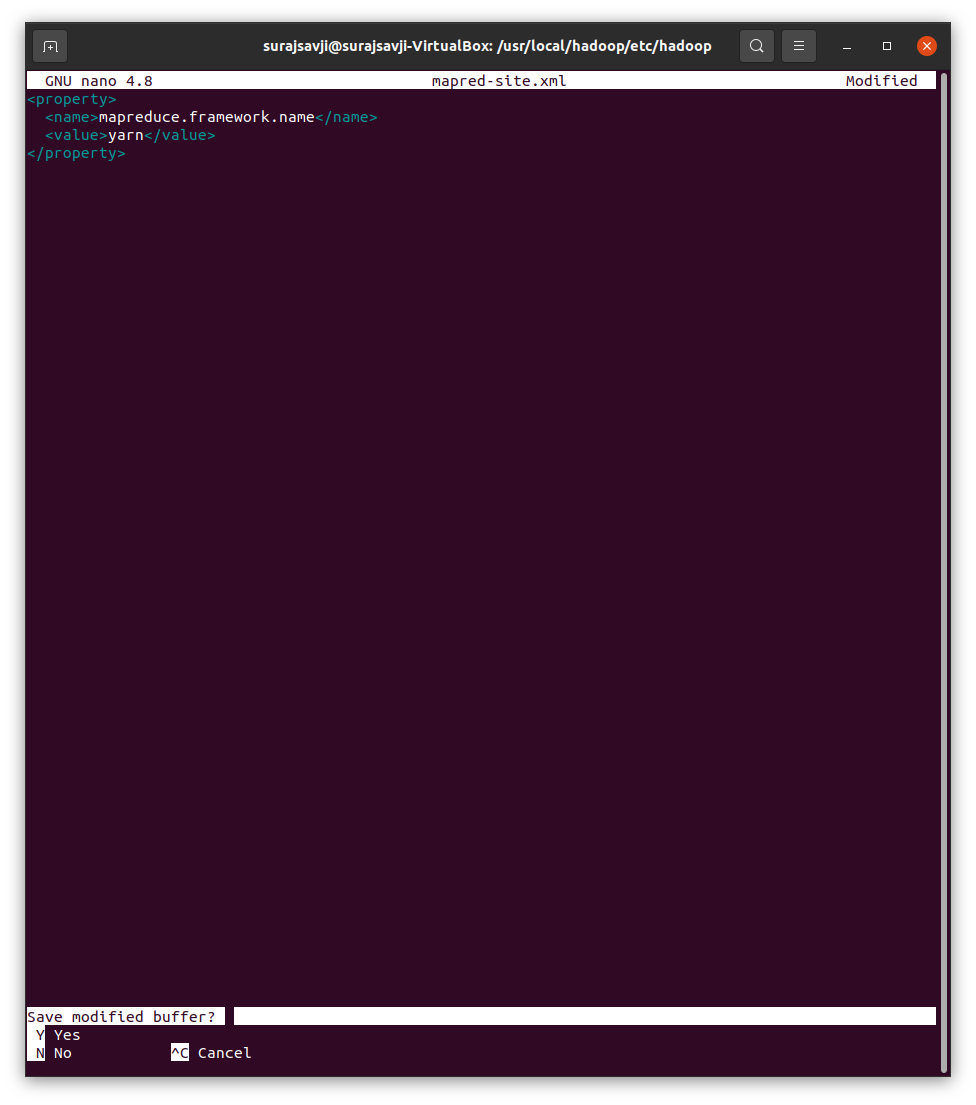 surajsavji@surajsavji-VirtualBox: /usr/local/hadoop/etc/hadoop
GNU nano 4.8 mapred-site.xml Modified
<property>
  <name>mapreduce.framework.name</name>
  <value>yarn</value>
</property>
Save modified buffer?
Y Yes
N No ^C Cancel